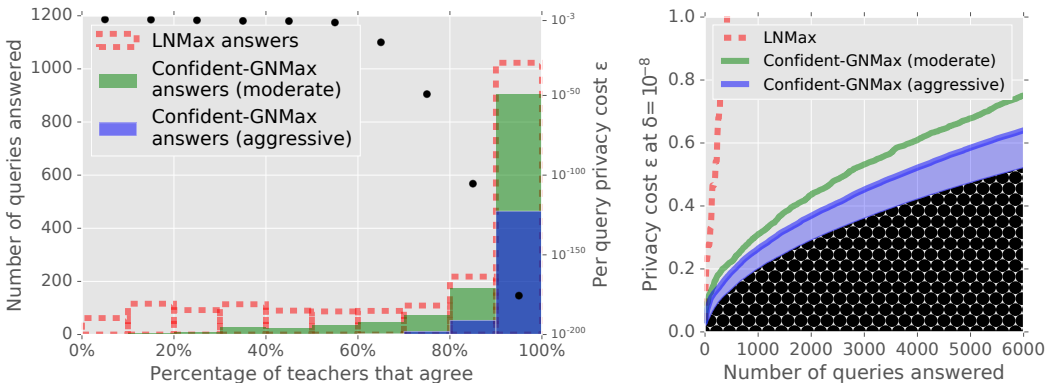 1200
1000
800
600
400
200
0
Number of queries answered
LNMax answers
Confident-GNMax
answers (moderate)
Confident-GNMax
answers (aggressive)
10⁻³
10⁻⁵⁰
10⁻¹⁰⁰
10⁻¹⁵⁰
10⁻²⁰⁰
Per query privacy cost ε
0% 20% 40% 60% 80% 100%
Percentage of teachers that agree
1.0
0.8
0.6
0.4
0.2
0.0
Privacy cost ε at δ=10⁻⁸
LNMax
Confident-GNMax (moderate)
Confident-GNMax (aggressive)
0 1000 2000 3000 4000 5000 6000
Number of queries answered